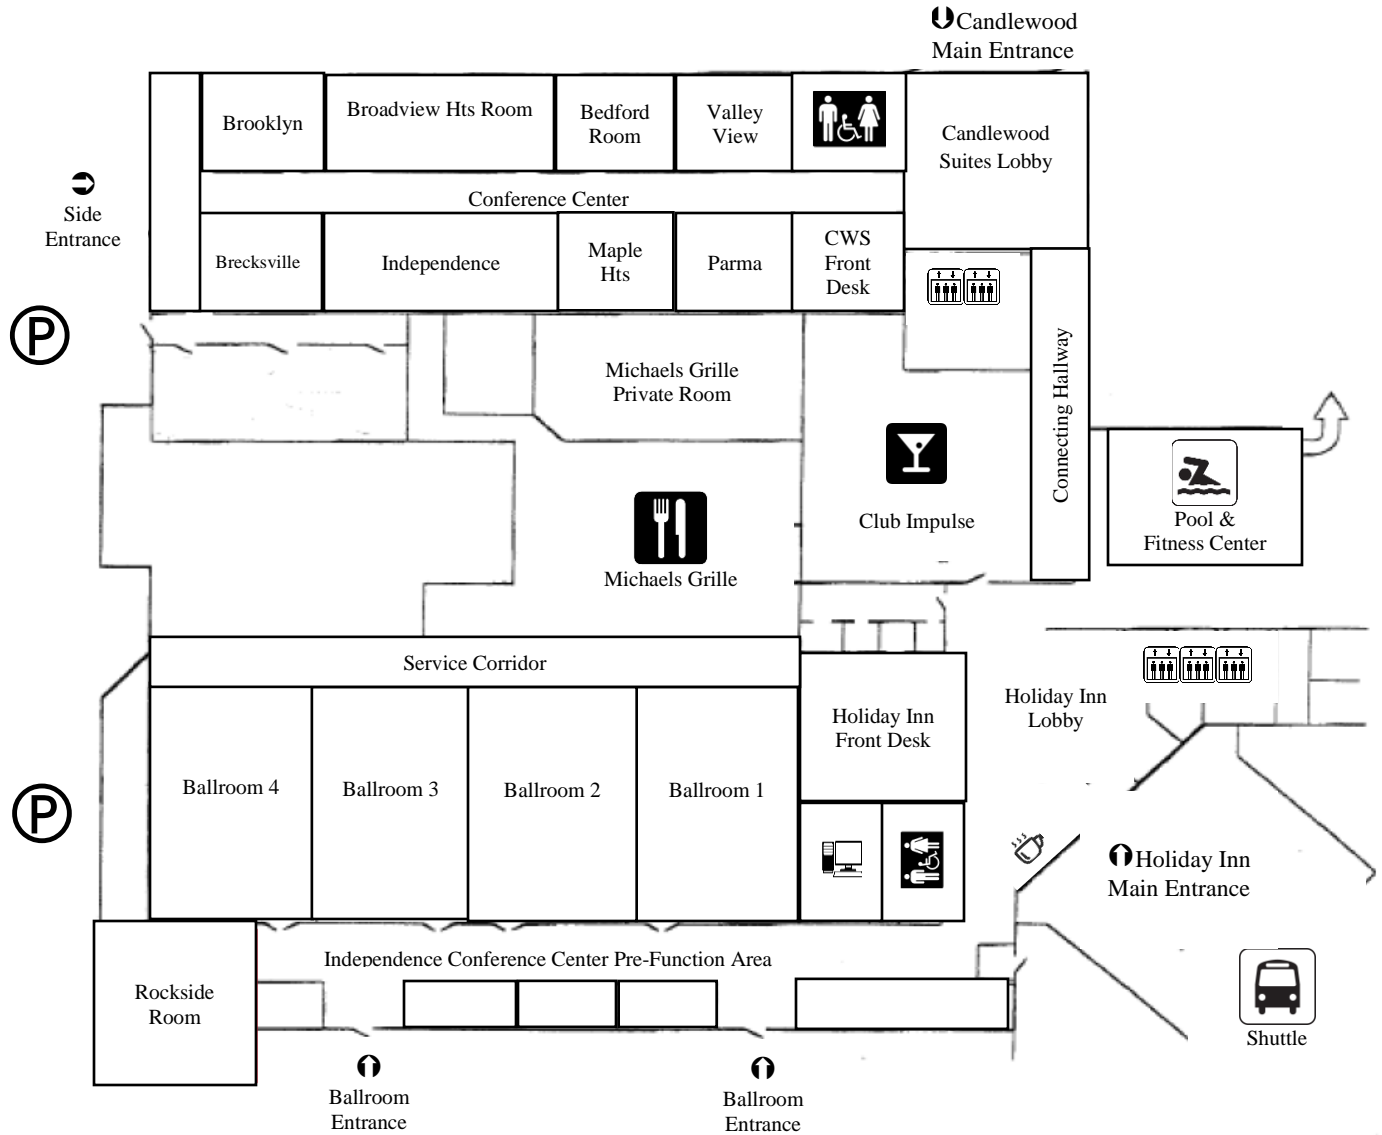 Candlewood
Main Entrance
Brooklyn
Broadview Hts Room
Bedford
Room
Valley
View
Candlewood
Suites Lobby
Side
Entrance
Conference Center
Brecksville
Independence
Maple
Hts
Parma
CWS
Front
Desk
P
Michaels Grille
Private Room
Connecting Hallway
Club Impulse
Pool &
Fitness Center
Michaels Grille
Service Corridor
Holiday Inn
Lobby
Holiday Inn
Front Desk
Ballroom 4
Ballroom 3
Ballroom 2
Ballroom 1
P
Holiday Inn
Main Entrance
Independence Conference Center Pre-Function Area
Rockside
Room
Shuttle
Ballroom
Entrance
Ballroom
Entrance